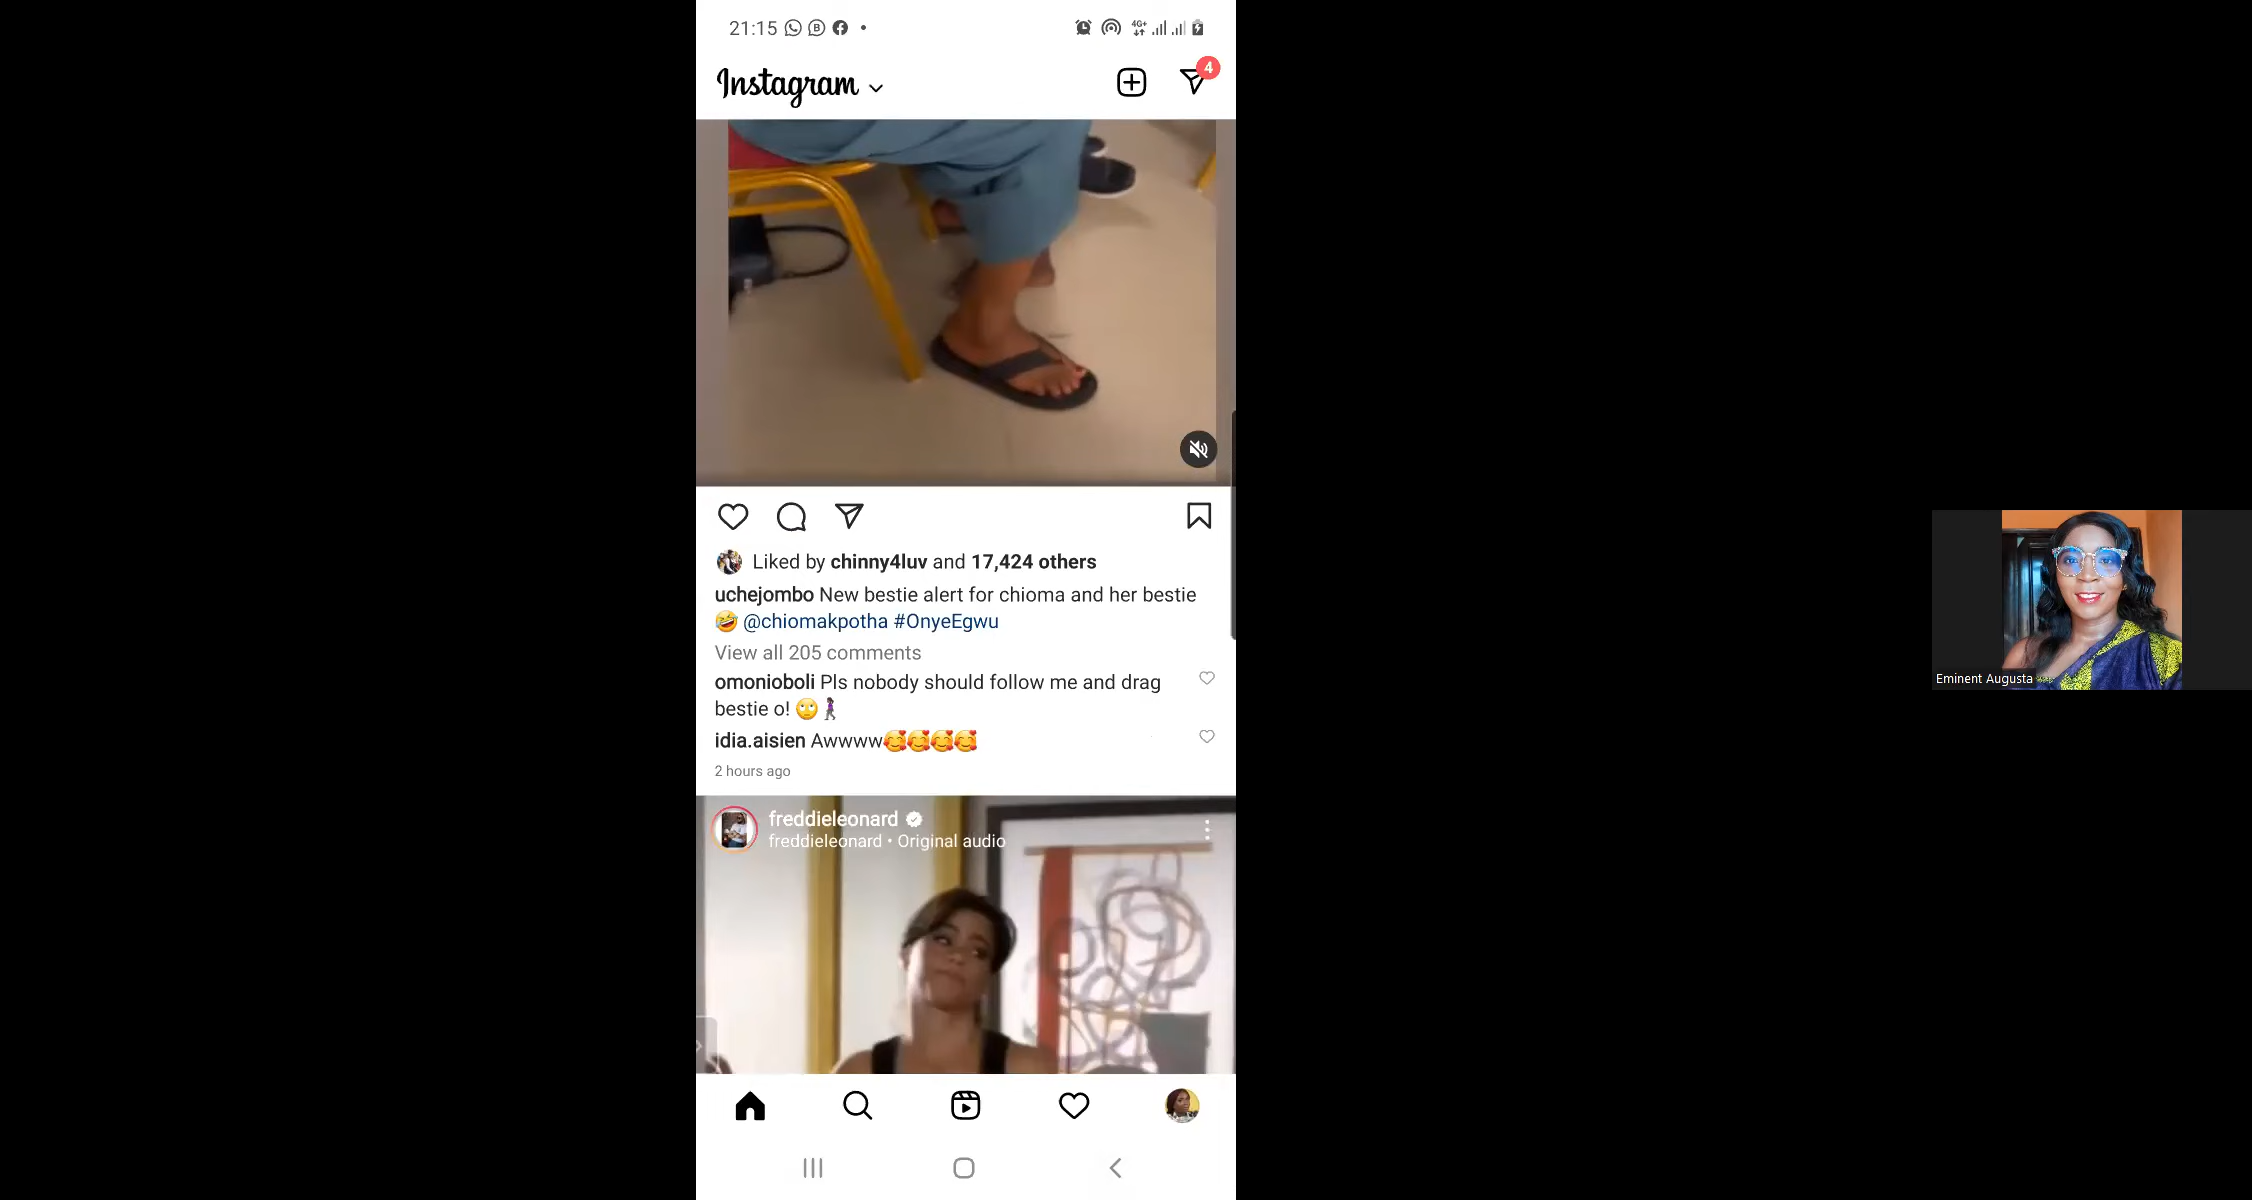 21:15
4G+
Instagram
4
Liked by chinny4luv and 17,424 others
uchejombo New bestie alert for chioma and her bestie
🤣 @chiomakpotha #OnyeEgwu
View all 205 comments
omonioboli Pls nobody should follow me and drag
bestie o! 🙄🚶🏾‍♀️
idia.aisien Awwww🥰🥰🥰🥰
2 hours ago
freddieleonard
freddieleonard • Original audio
Eminent Augusta